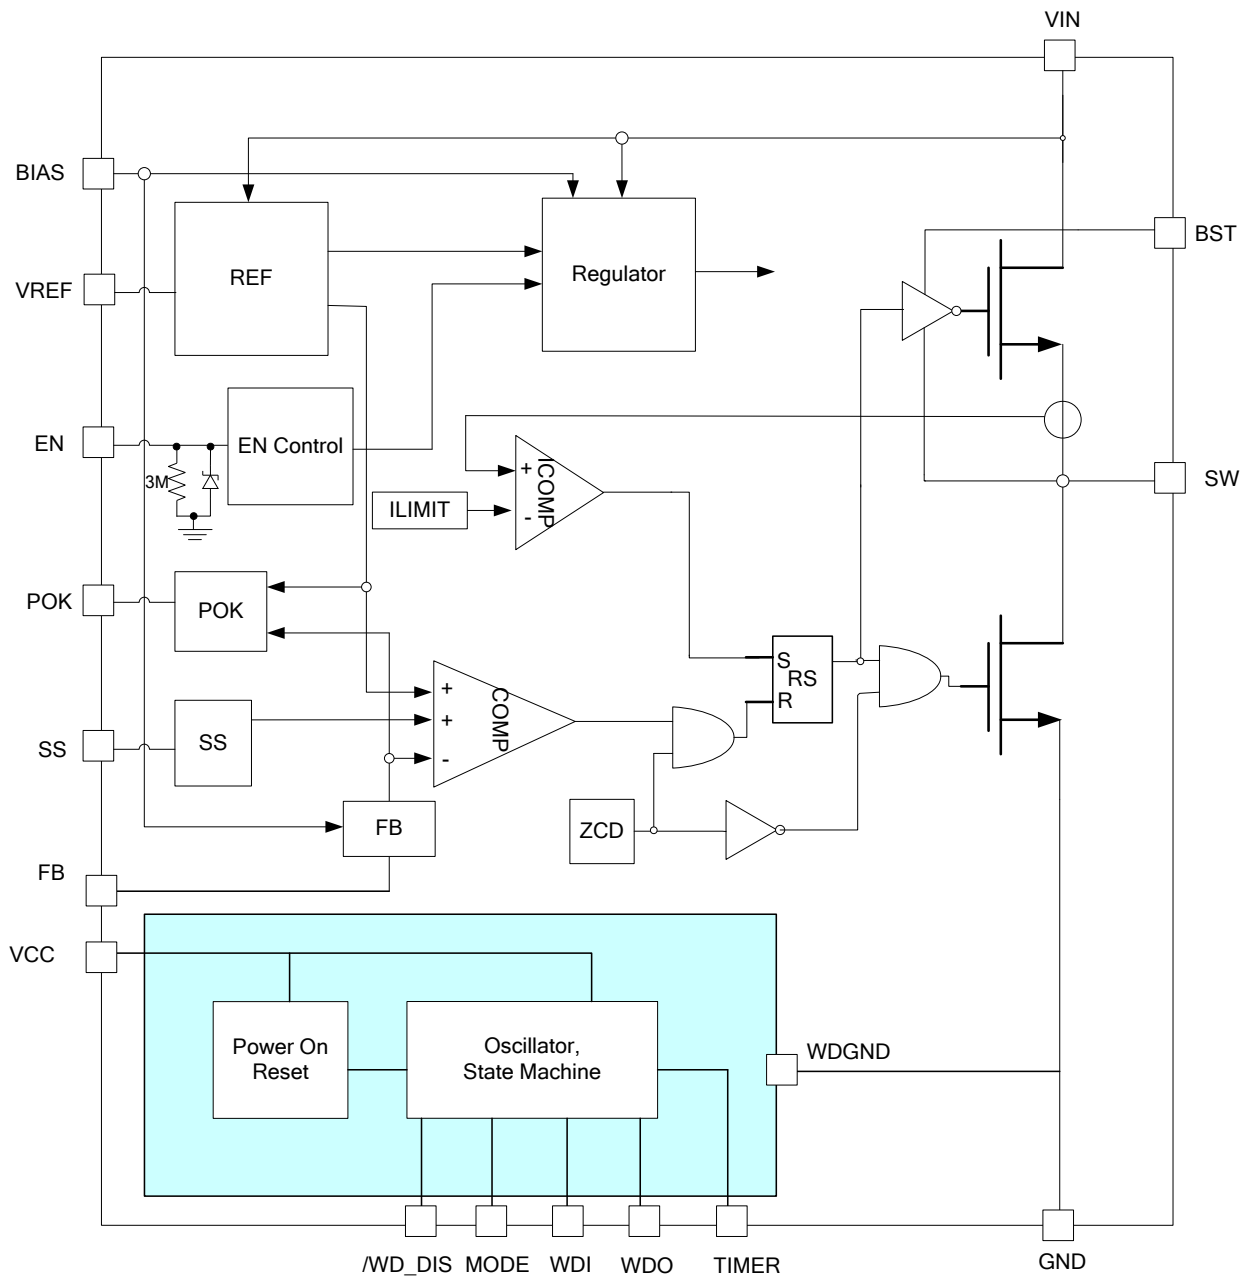 VIN
BIAS
BST
REF
Regulator
VREF
EN
EN Control
3M
+
ICOMP
-
ILIMIT
SW
POK
POK
S
RS
R
+
COMP
+
-
SS
SS
FB
ZCD
FB
VCC
Power On
Reset
Oscillator,
State Machine
WDGND
/WD_DIS
MODE
WDI
WDO
TIMER
GND